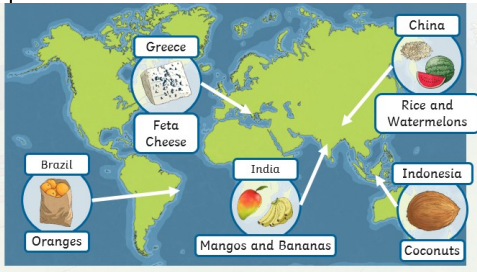 China
Greece
Rice and
Watermelons
Feta
Cheese
Brazil
India
Indonesia
Oranges
Mangos and Bananas
Coconuts